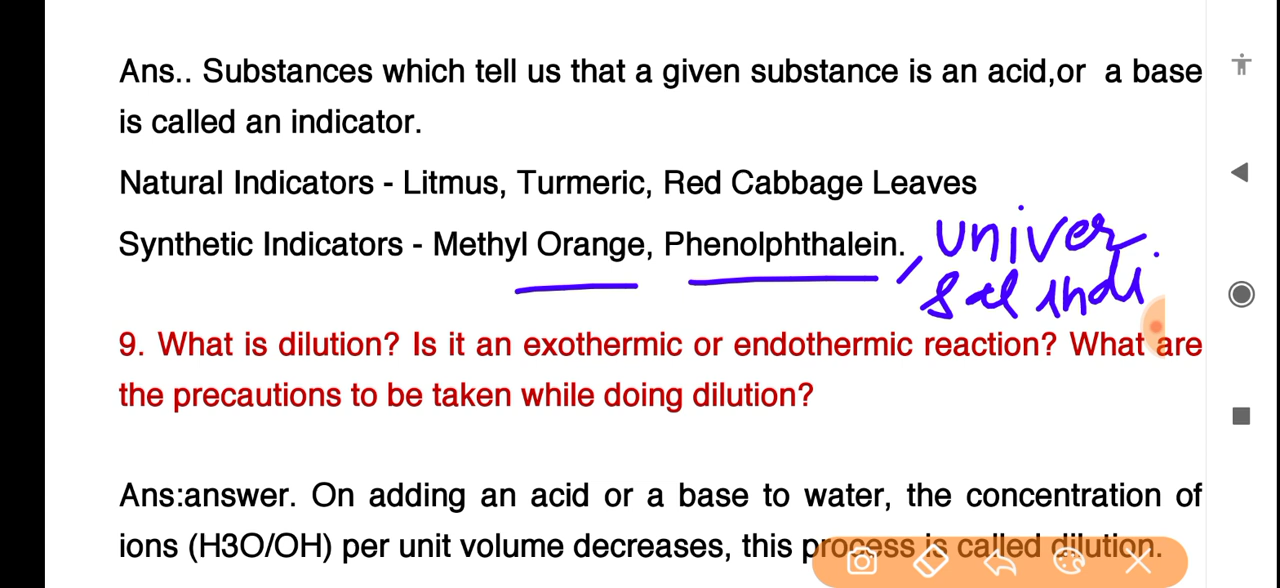 Ans.. Substances which tell us that a given substance is an acid,or a base
is called an indicator.
Natural Indicators - Litmus, Turmeric, Red Cabbage Leaves
Synthetic Indicators - Methyl Orange, Phenolphthalein. , univer
sal indi.
9. What is dilution? Is it an exothermic or endothermic reaction? What are
the precautions to be taken while doing dilution?
Ans:answer. On adding an acid or a base to water, the concentration of
ions (H3O/OH) per unit volume decreases, this process is called dilution.